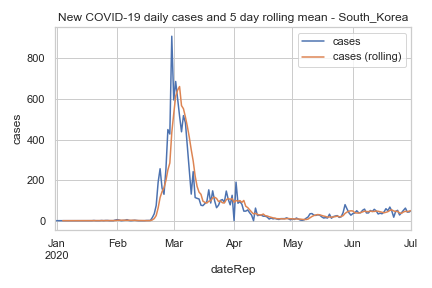 New COVID-19 daily cases and 5 day rolling mean - South_Korea
cases
cases (rolling)
cases
800
600
400
200
0
Jan Feb Mar Apr May Jun Jul
2020
dateRep